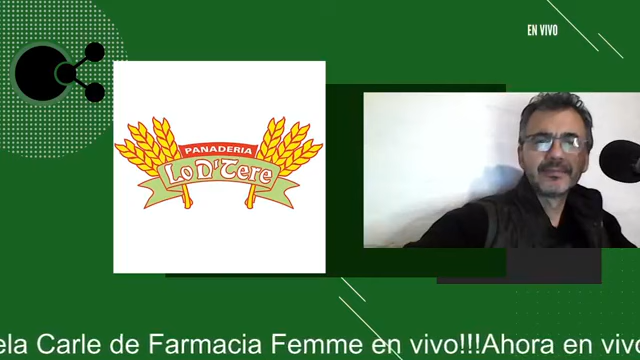 EN VIVO
PANADERIA
Lo D' Tere
ela Carle de Farmacia Femme en vivo!!!Ahora en vivo